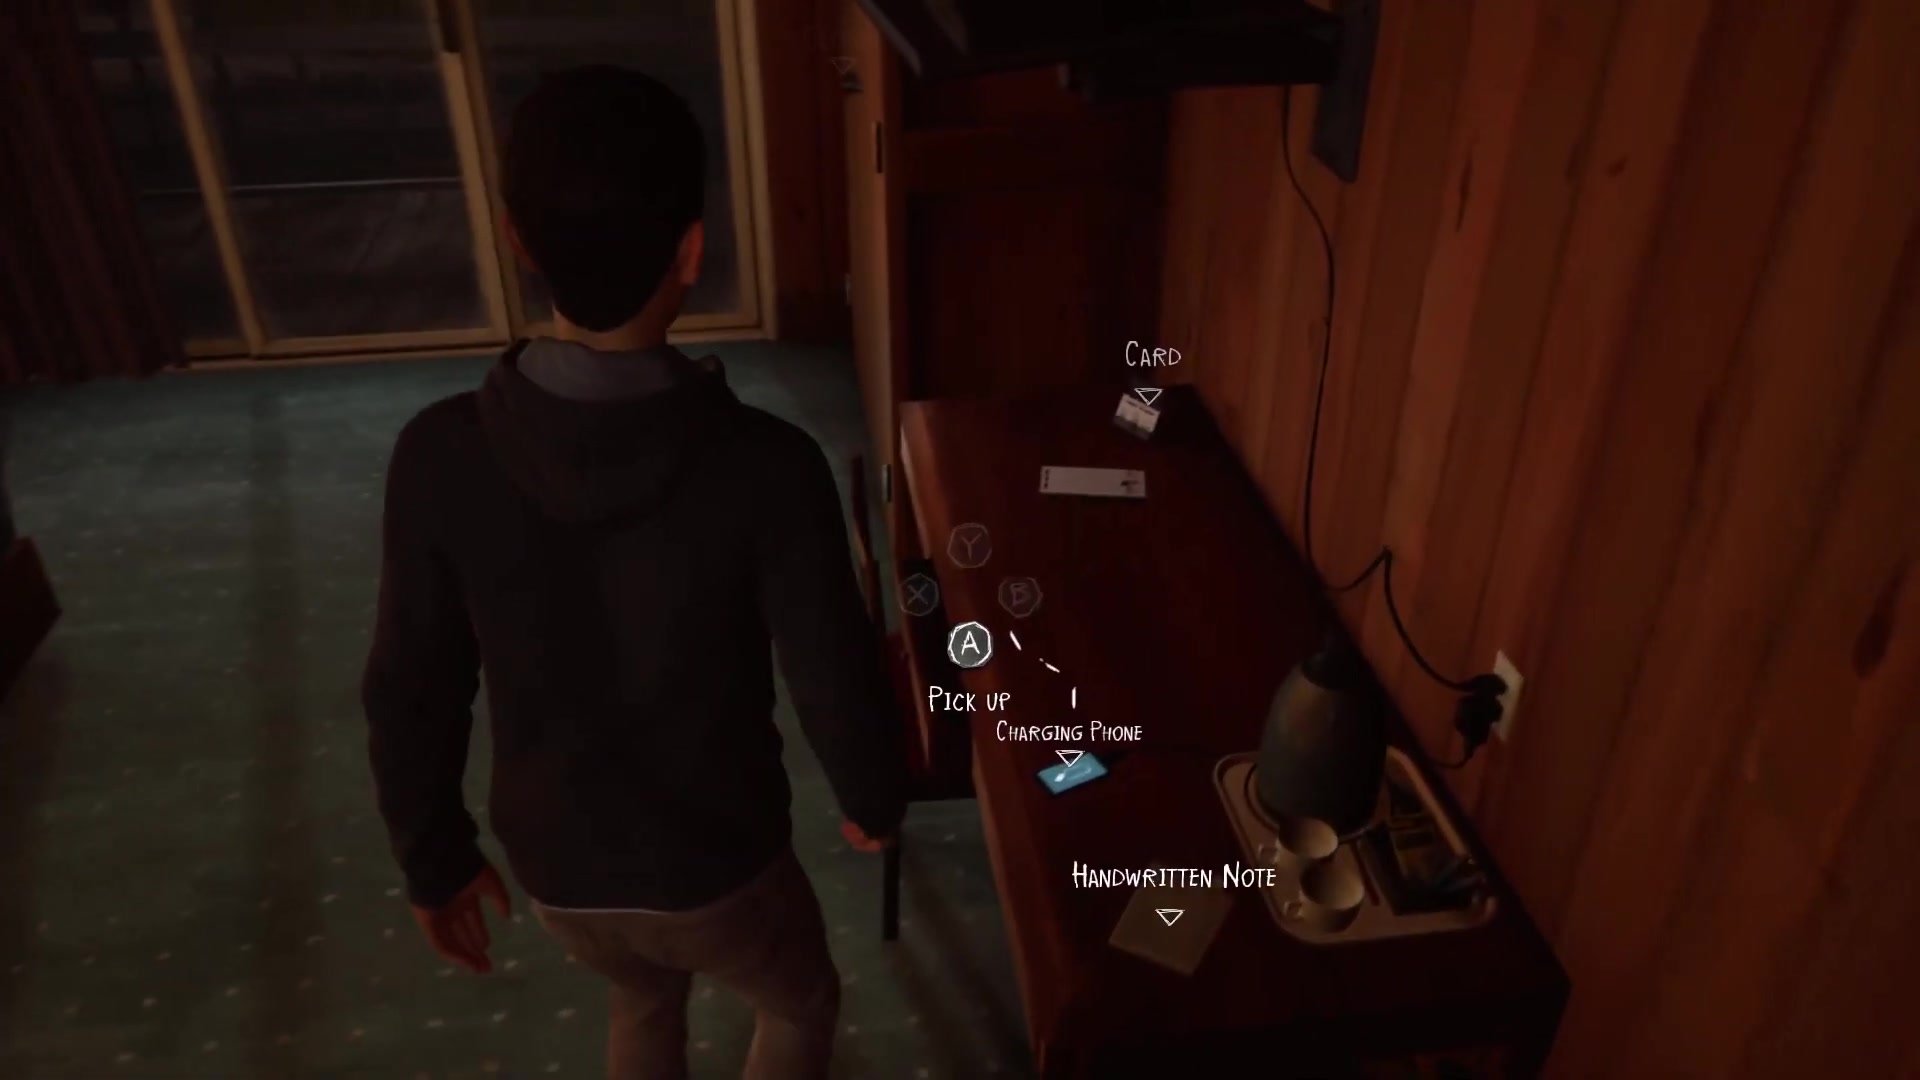 CARD
Y
X
B
A
PICK UP
CHARGING PHONE
HANDWRITTEN NOTE